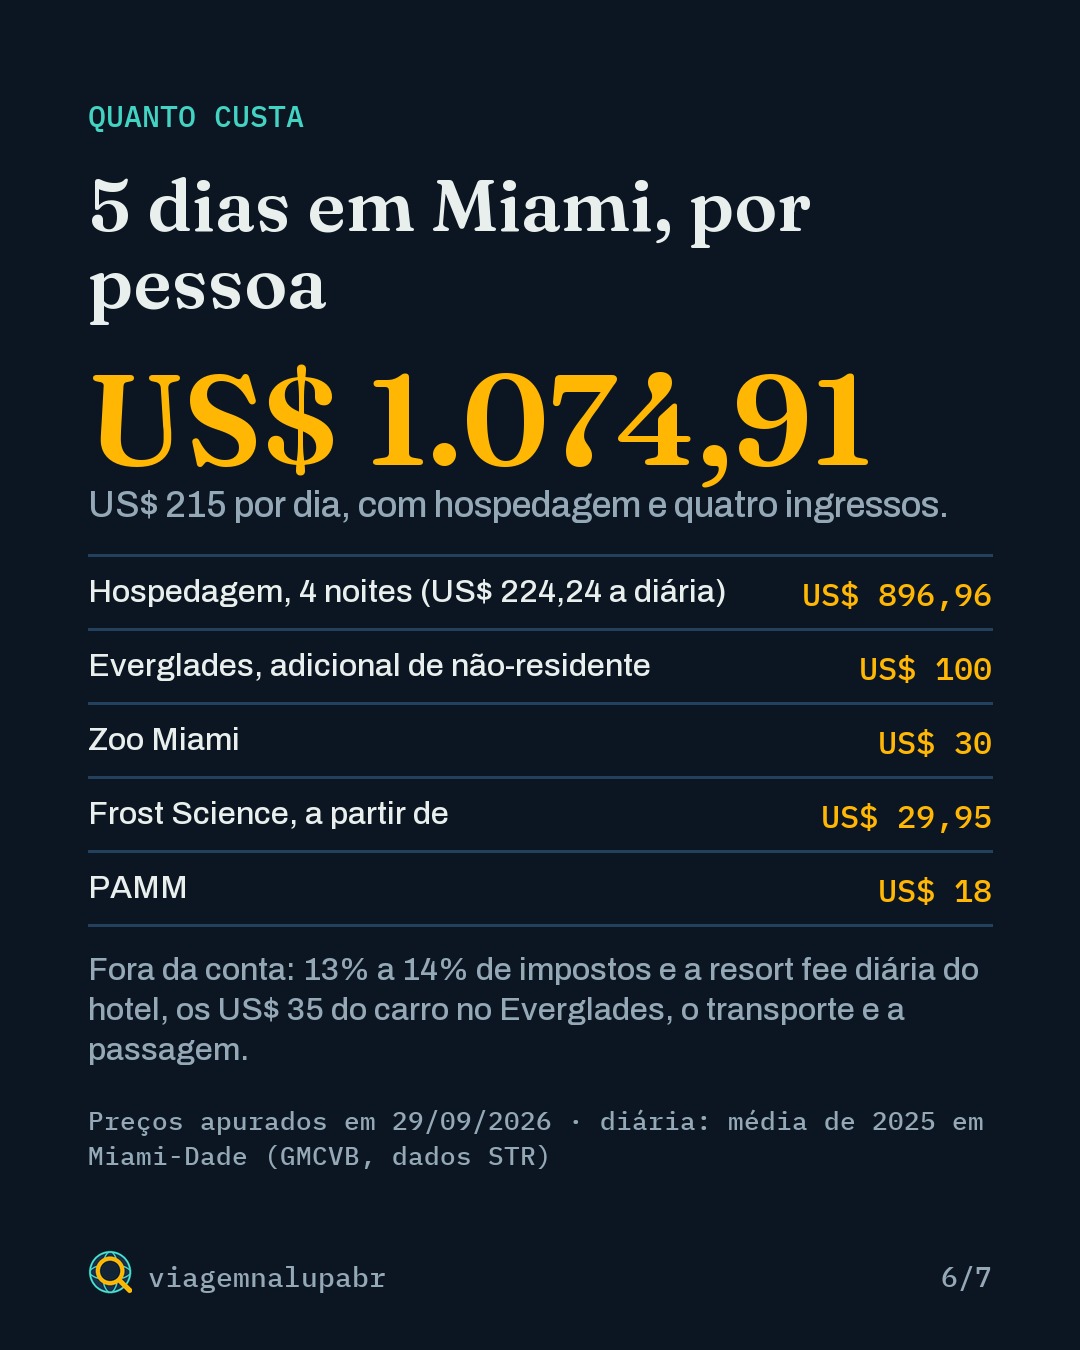 QUANTO CUSTA
5 dias em Miami, por
pessoa
US$ 1.074,91
US$ 215 por dia, com hospedagem e quatro ingressos.
Hospedagem, 4 noites (US$ 224,24 a diária) US$ 896,96
Everglades, adicional de não-residente US$ 100
Zoo Miami US$ 30
Frost Science, a partir de US$ 29,95
PAMM US$ 18
Fora da conta: 13% a 14% de impostos e a resort fee diária do
hotel, os US$ 35 do carro no Everglades, o transporte e a
passagem.
Preços apurados em 29/09/2026 · diária: média de 2025 em
Miami-Dade (GMCVB, dados STR)
viagemnalupabr 6/7